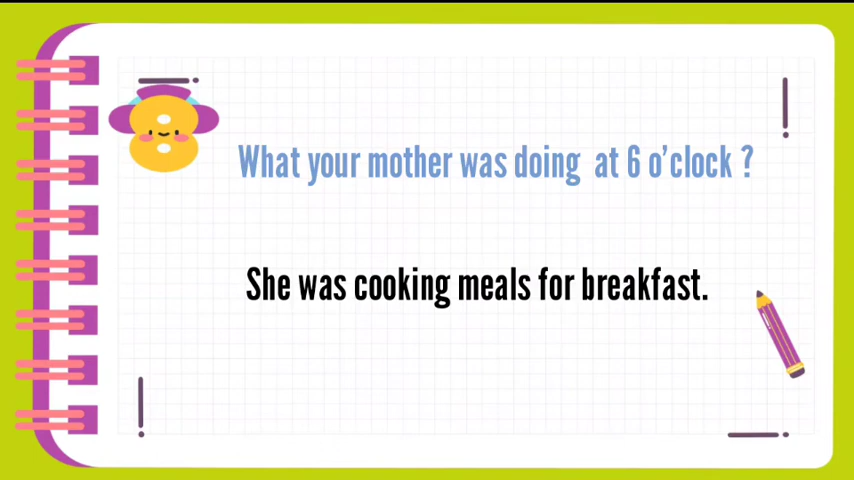 What your mother was doing at 6 o'clock ?
She was cooking meals for breakfast.